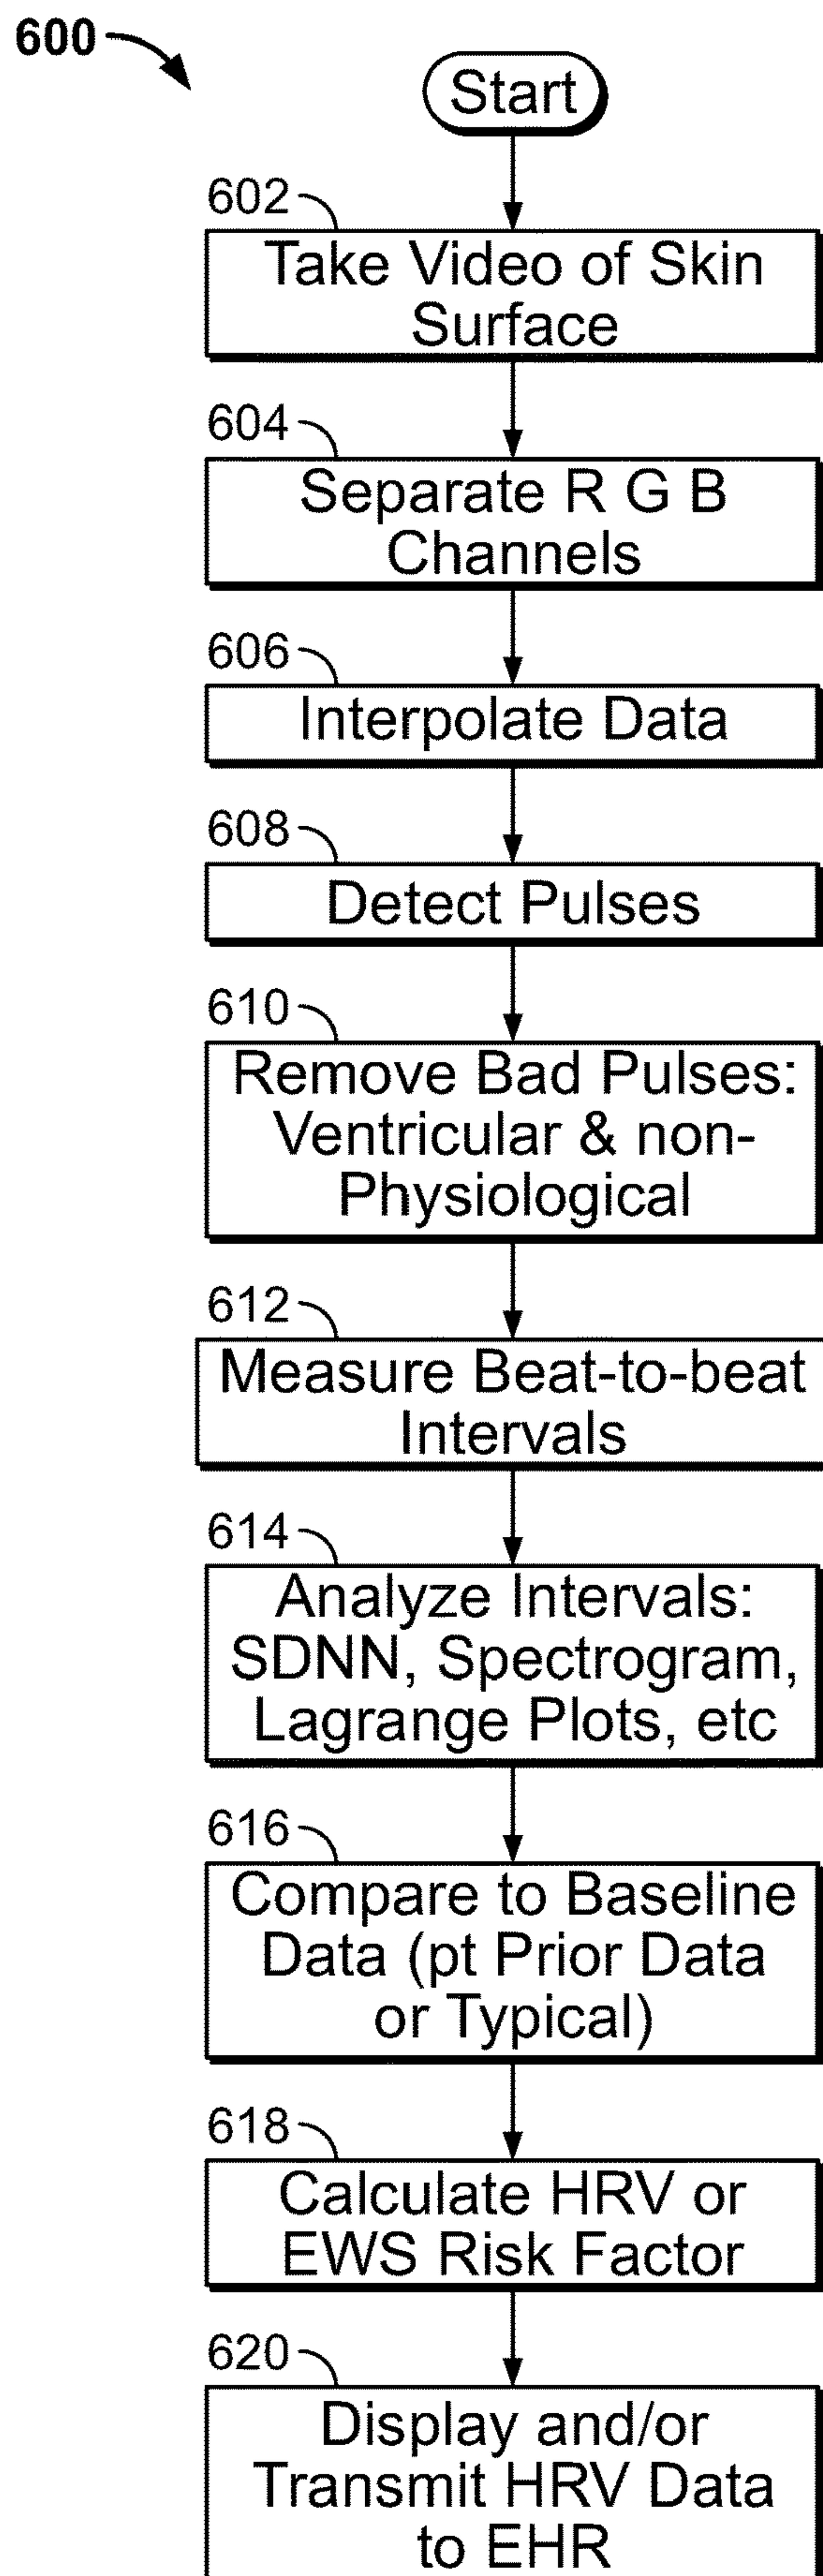 600
Start
602
Take Video of Skin
Surface
604
Separate R G B
Channels
606
Interpolate Data
608
Detect Pulses
610
Remove Bad Pulses:
Ventricular & non-
Physiological
612
Measure Beat-to-beat
Intervals
614
Analyze Intervals:
SDNN, Spectrogram,
Lagrange Plots, etc
616
Compare to Baseline
Data (pt Prior Data
or Typical)
618
Calculate HRV or
EWS Risk Factor
620
Display and/or
Transmit HRV Data
to EHR